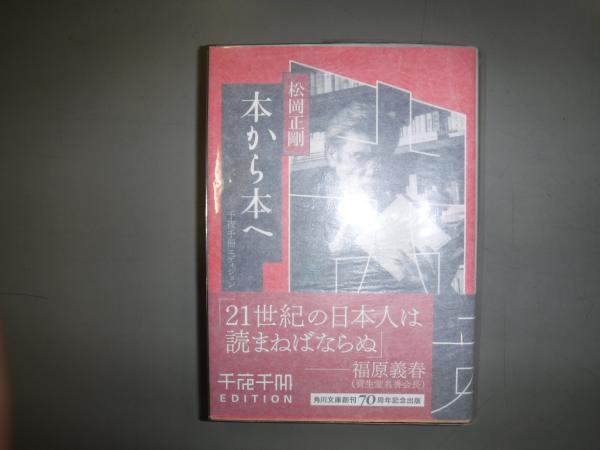 松岡正剛
本から本へ
千夜千冊エディション
「21世紀の日本人は
読まねばならぬ」
——福原義春
(資生堂名誉会長)
千夜千冊
EDITION
角川文庫創刊70周年記念出版